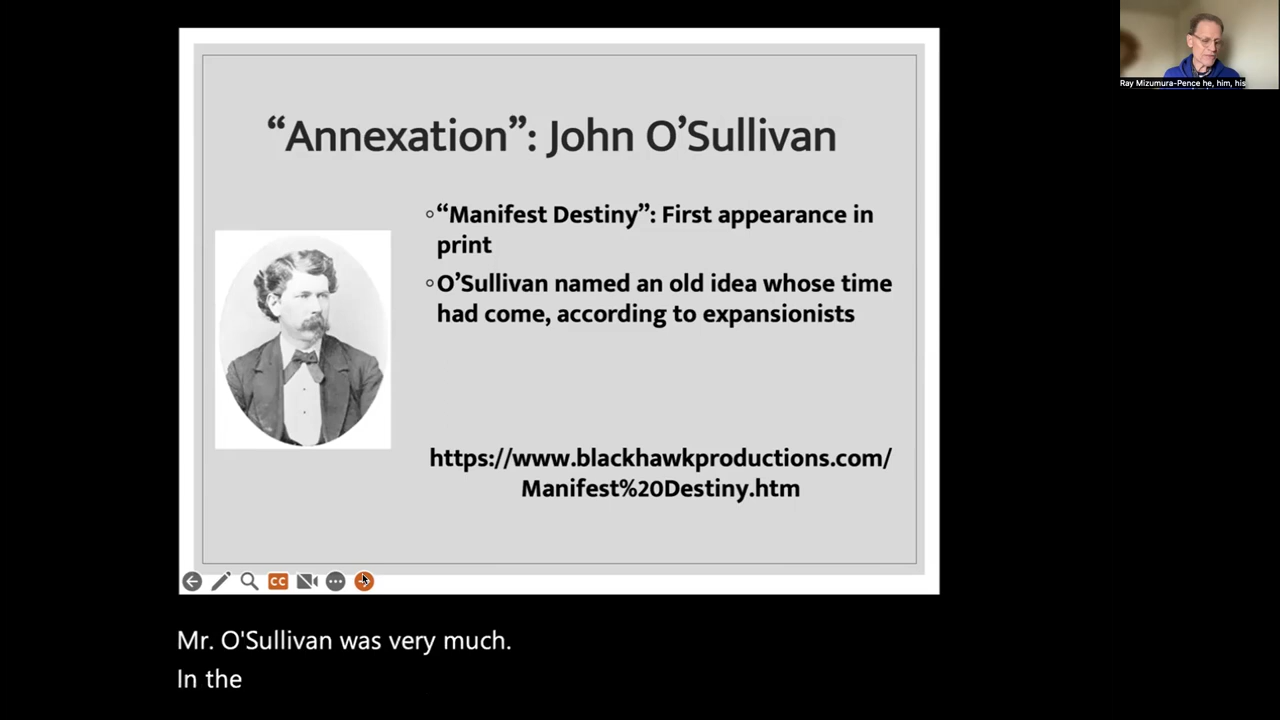 “Annexation”: John O’Sullivan
◦“Manifest Destiny”: First appearance in
print
◦O’Sullivan named an old idea whose time
had come, according to expansionists
https://www.blackhawkproductions.com/
Manifest%20Destiny.htm
CC
Mr. O'Sullivan was very much.
In the
Ray Mizumura-Pence he, him, his